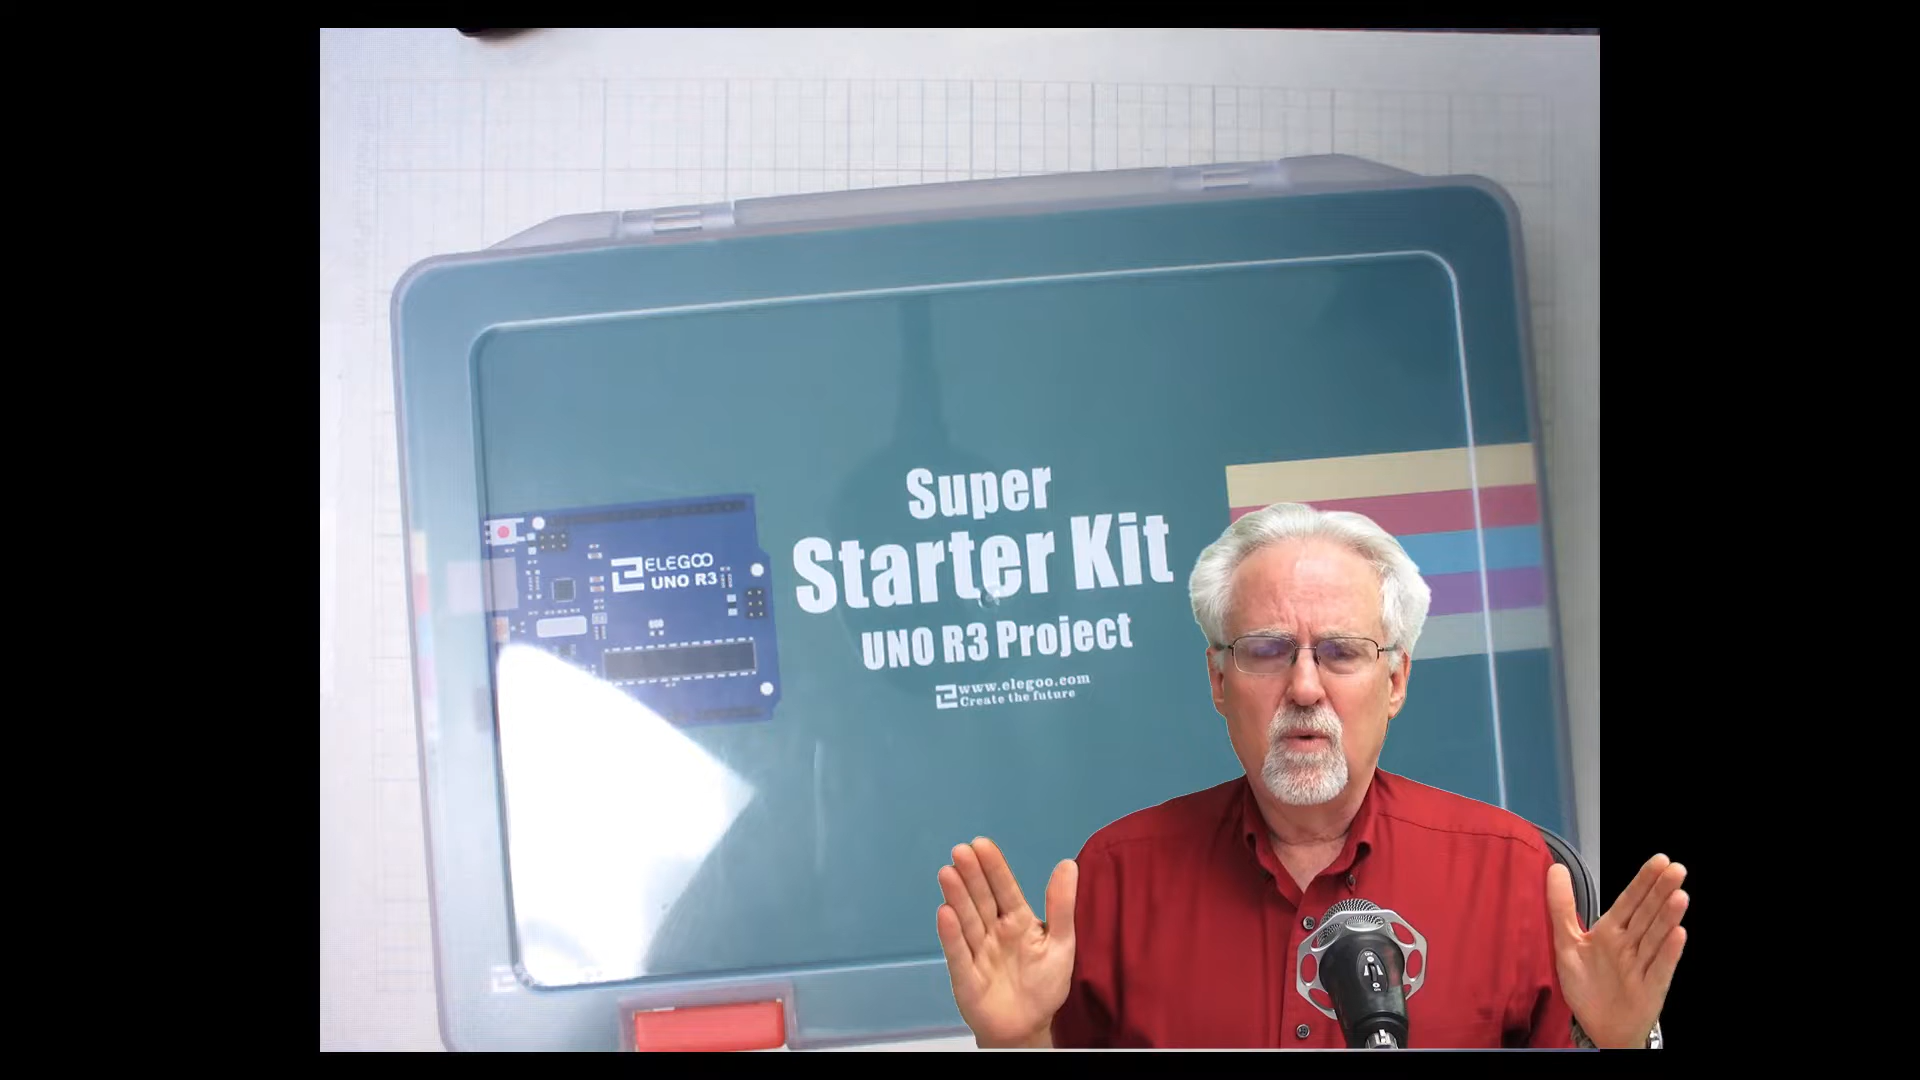 Super
Starter Kit
UNO R3 Project
www.elegoo.com
Create the future
ELEGOO
UNO R3